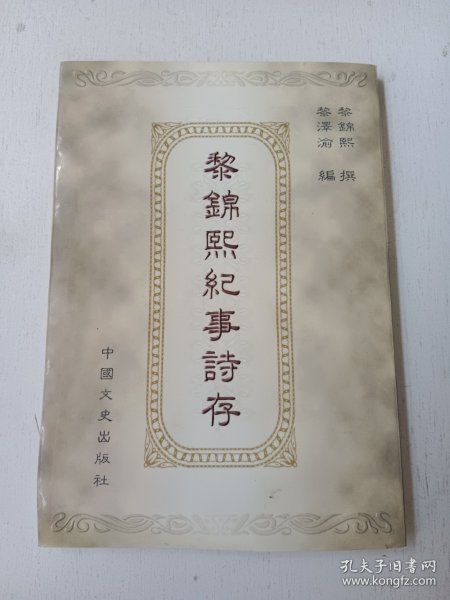 黎錦熙 撰
黎澤渝 編
黎錦熙紀事詩存
中國文史出版社
孔夫子旧书网
www.kongfz.com